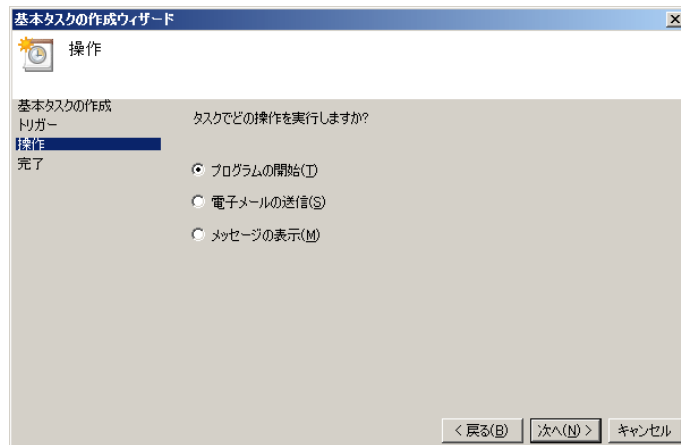 基本タスクの作成ウィザード
操作
基本タスクの作成
トリガー
操作
完了
タスクでどの操作を実行しますか?
プログラムの開始(T)
電子メールの送信(S)
メッセージの表示(M)
< 戻る(B)
次へ(N) >
キャンセル